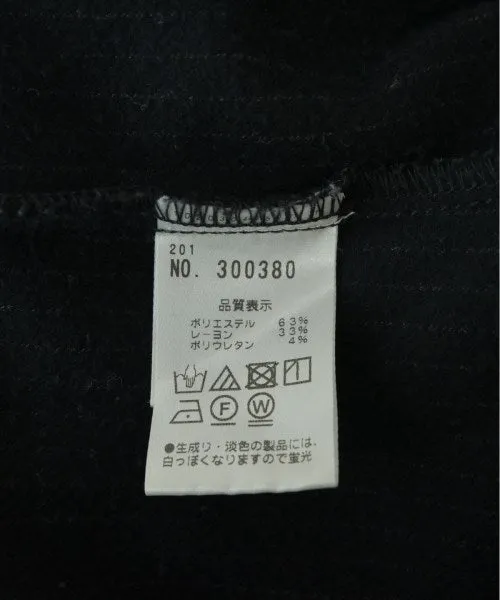 201
NO. 300380
品質表示
ポリエステル 63%
レーヨン 33%
ポリウレタン 4%
F W
●生成り・淡色の製品には、
白っぽくなりますので蛍光